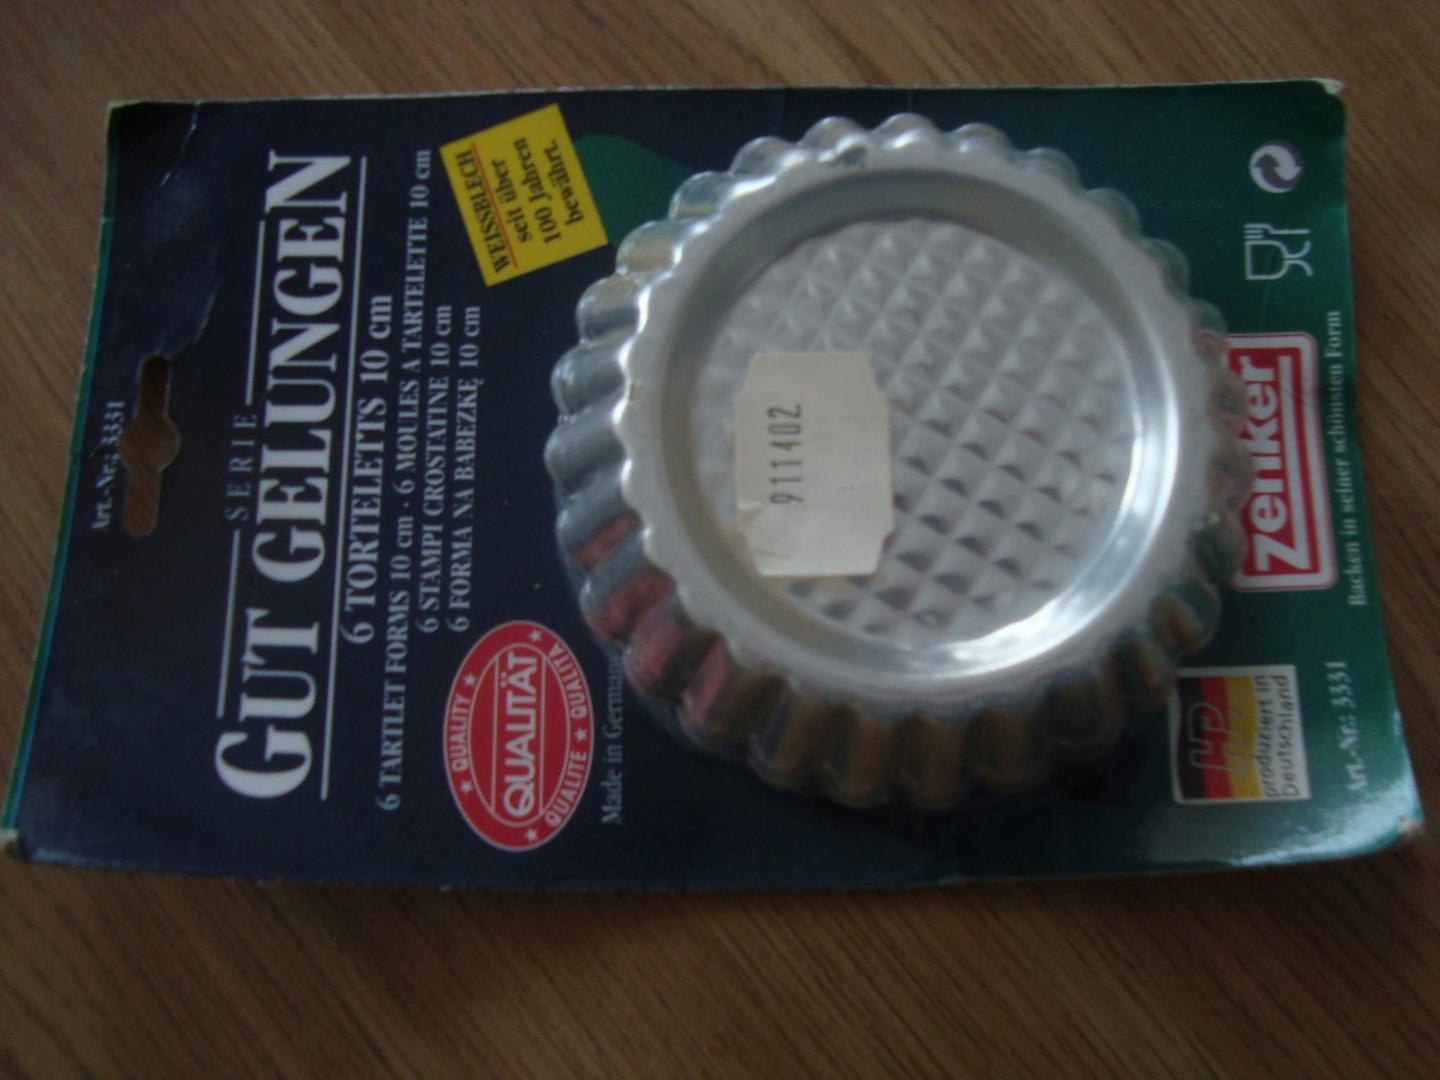 Art.-Nr.: 3331
SERIE
GUT GELUNGEN
6 TORTELETTS 10 cm
6 TARTLET FORMS 10 cm · 6 MOULES A TARTELETTE 10 cm
6 STAMPI CROSTATINE 10 cm
6 FORMA NA BABEZKĘ 10 cm
WEISSBLECH
seit über
100 Jahren
bewährt.
★ QUALITY ★
QUALITÄT
QUALITE ★ QUALITA
Made in Germany
911402
zenker
Backen in seiner schönsten Form
produziert in
Deutschland
Art.-Nr.: 3331